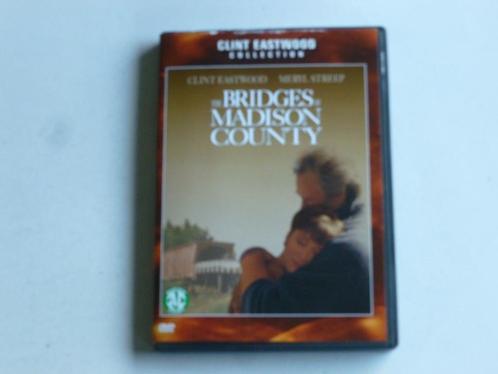 CLINT EASTWOOD
COLLECTION
CLINT EASTWOOD MERYL STREEP
THE BRIDGES OF
MADISON
COUNTY